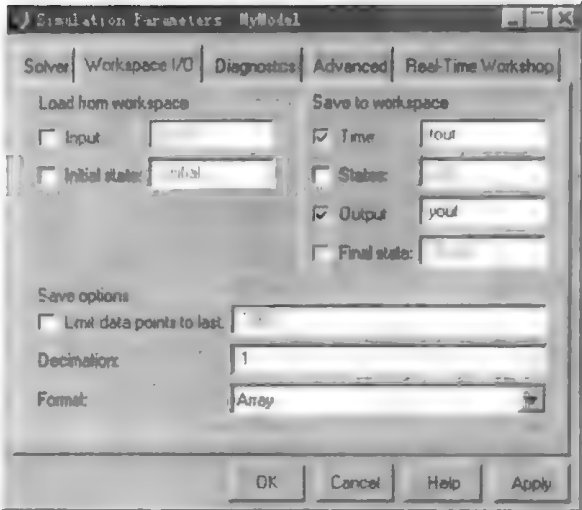 Simulation Parameters MyModel
Solver Workspace I/O Diagnostics Advanced Real-Time Workshop
Load from workspace
Input
Initial state:
Save to workspace
Time tout
States:
Output yout
Final state:
Save options
Limit data points to last:
Decimation: 1
Format: Array
OK Cancel Help Apply